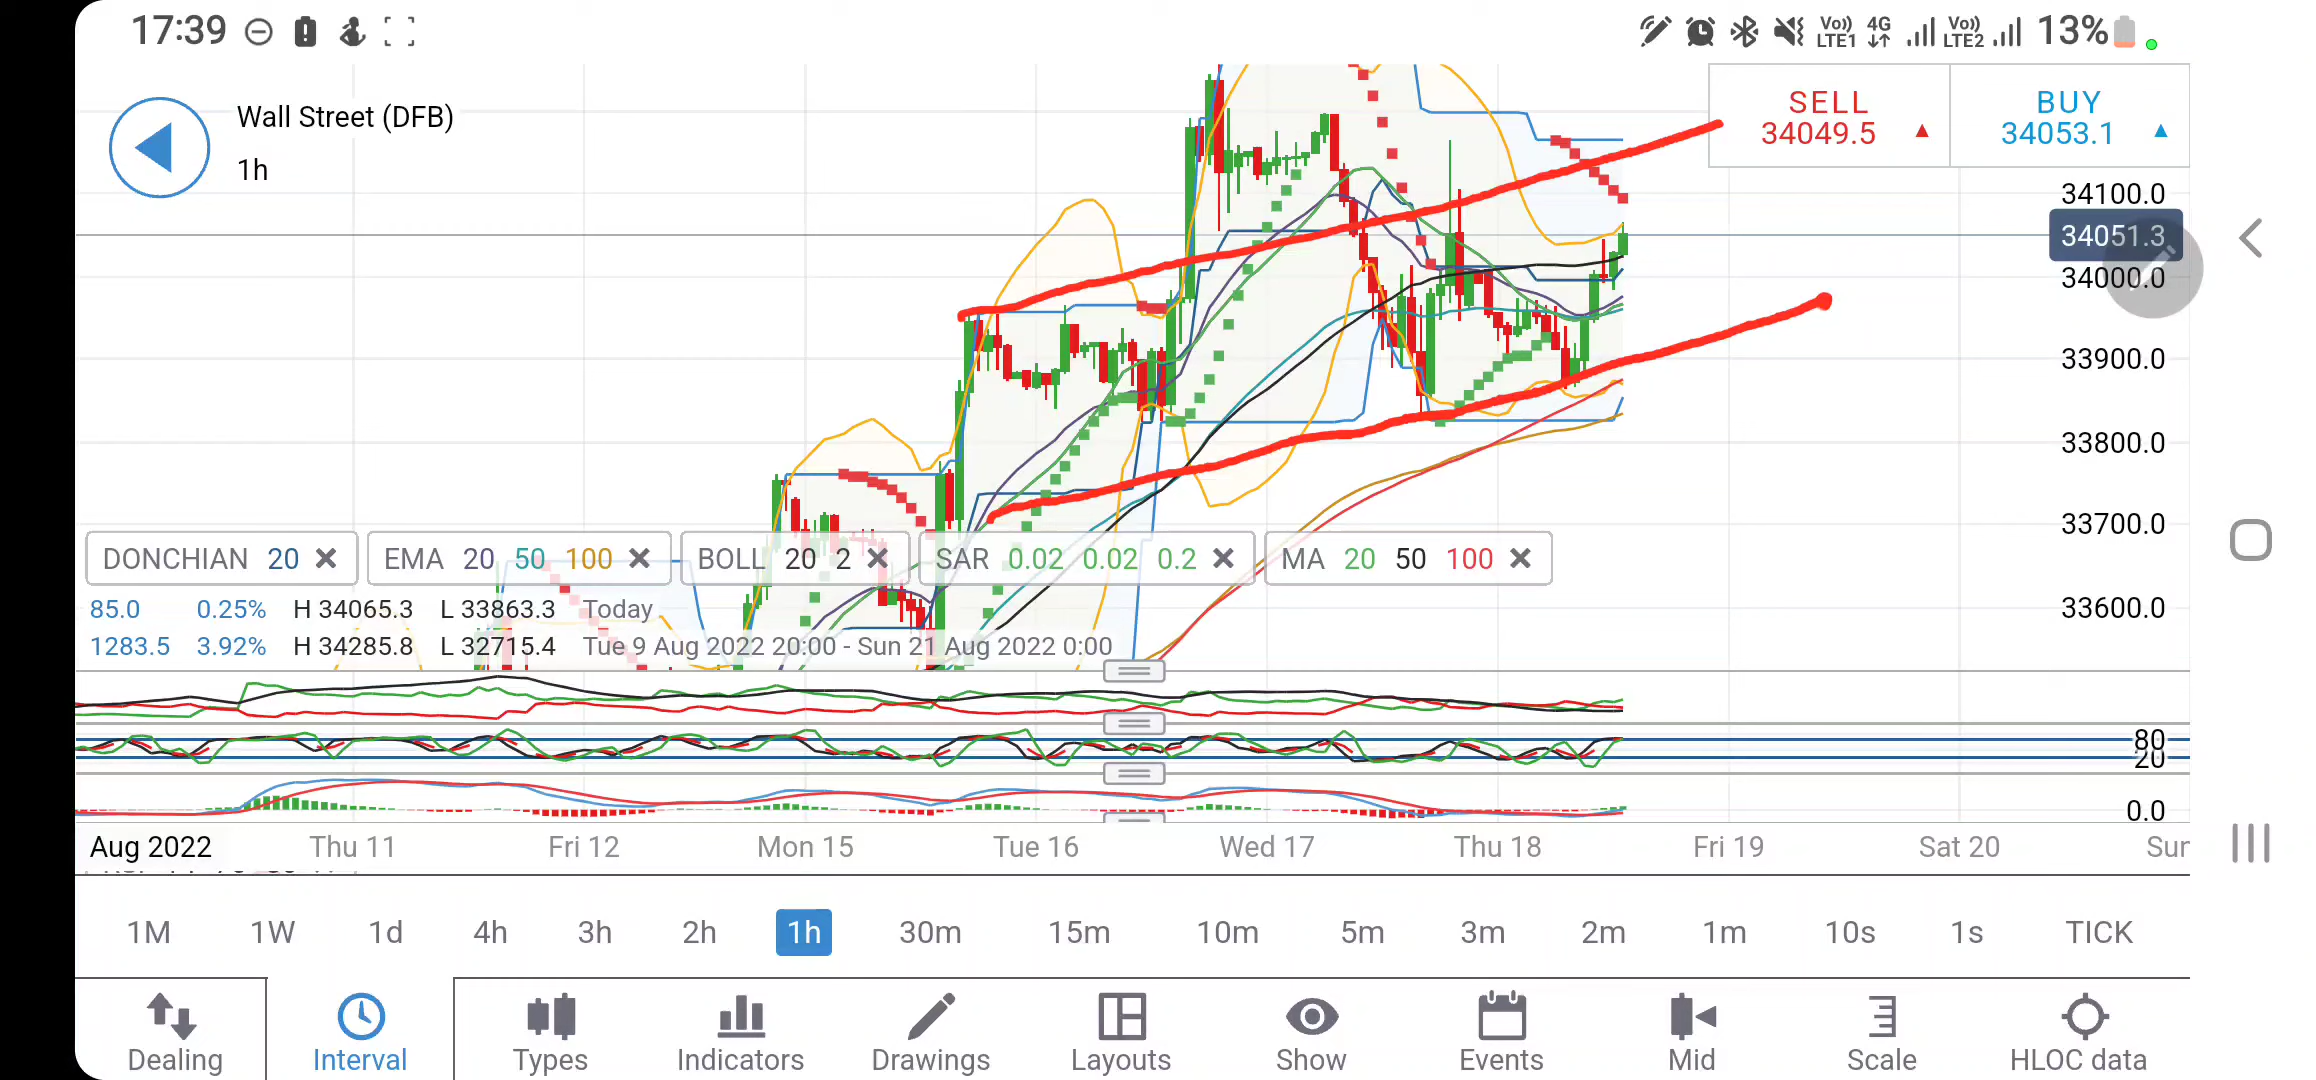 17:39 Vo)) LTE1 4G Vo)) LTE2 13%
Wall Street (DFB)
1h
SELL
34049.5
BUY
34053.1
34100.0
34051.3
34000.0
33900.0
33800.0
33700.0
33600.0
DONCHIAN 20 EMA 20 50 100 BOLL 20 2 SAR 0.02 0.02 0.2 MA 20 50 100
85.0 0.25% H 34065.3 L 33863.3 Today
1283.5 3.92% H 34285.8 L 32715.4 Tue 9 Aug 2022 20:00 - Sun 21 Aug 2022 0:00
80
20
0.0
Aug 2022 Thu 11 Fri 12 Mon 15 Tue 16 Wed 17 Thu 18 Fri 19 Sat 20 Sun
1M 1W 1d 4h 3h 2h 1h 30m 15m 10m 5m 3m 2m 1m 10s 1s TICK
Dealing Interval Types Indicators Drawings Layouts Show Events Mid Scale HLOC data